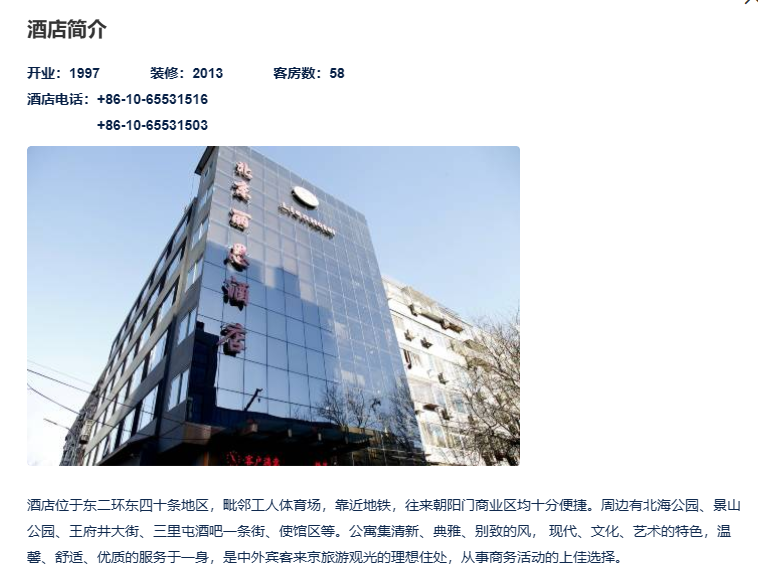 酒店简介
开业：1997 装修：2013 客房数：58
酒店电话：+86-10-65531516
+86-10-65531503
北京丽思酒店
酒店位于东二环东四十条地区，毗邻工人体育场，靠近地铁，往来朝阳门商业区均十分便捷。周边有北海公园、景山
公园、王府井大街、三里屯酒吧一条街、使馆区等。公寓集清新、典雅、别致的风， 现代、文化、艺术的特色，温
馨、舒适、优质的服务于一身，是中外宾客来京旅游观光的理想住处，从事商务活动的上佳选择。